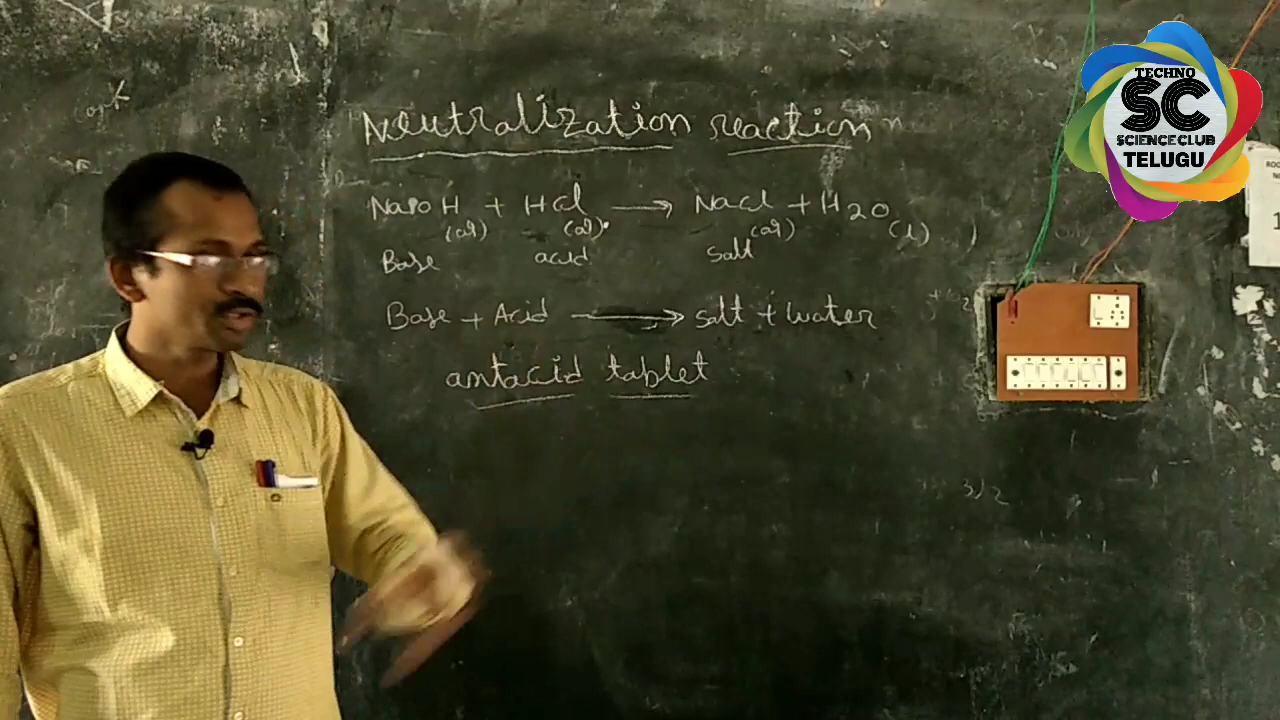 Neutralization reaction
NaOH + HCl → NaCl + H2O
(aq) (aq) (aq) (l)
Base acid salt
Base + Acid → salt + water
antacid tablet
TECHNO
SC
SCIENCE CLUB
TELUGU